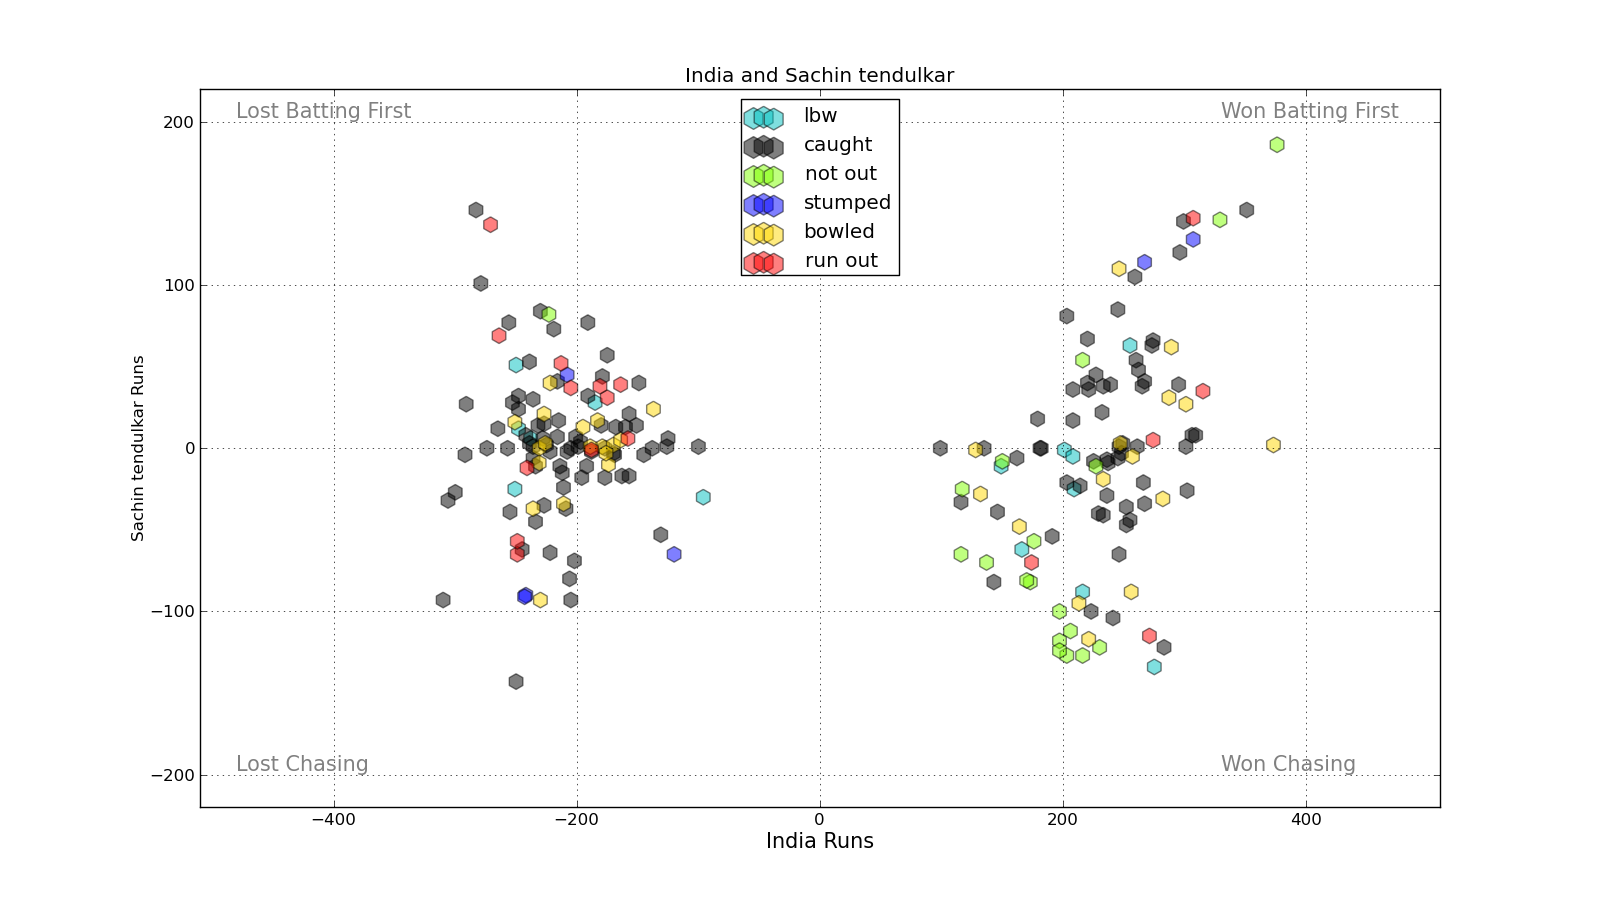 India and Sachin tendulkar
Lost Batting First
Won Batting First
lbw
caught
not out
stumped
bowled
run out
Lost Chasing
Won Chasing
200
100
0
−100
−200
Sachin tendulkar Runs
−400
−200
0
200
400
India Runs